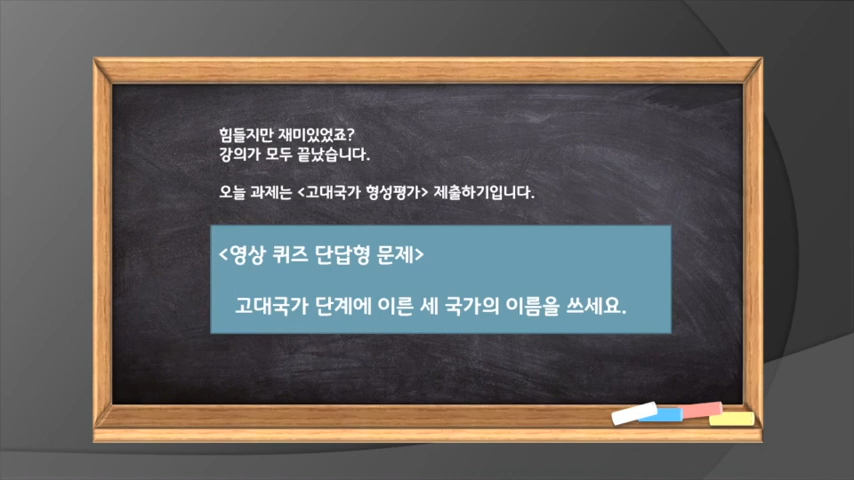 힘들지만 재미있었죠?
강의가 모두 끝났습니다.
오늘 과제는 <고대국가 형성평가> 제출하기입니다.
<영상 퀴즈 단답형 문제>
고대국가 단계에 이른 세 국가의 이름을 쓰세요.